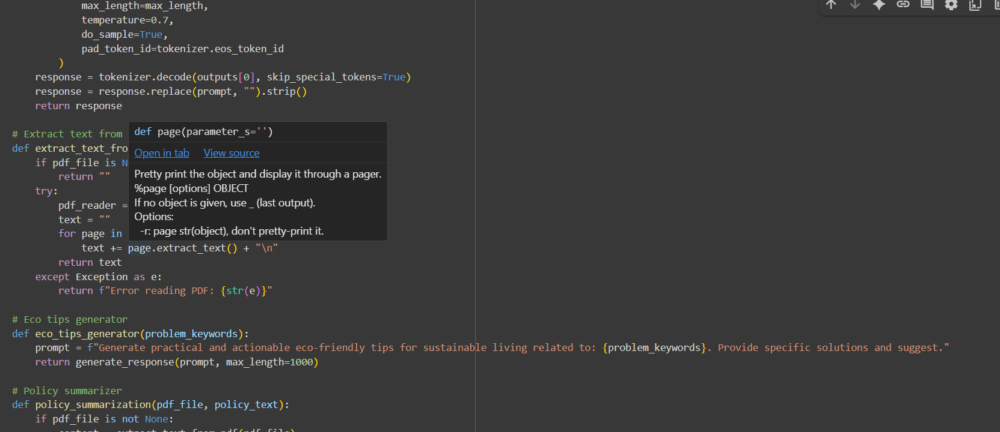 max_length=max_length,
temperature=0.7,
do_sample=True,
pad_token_id=tokenizer.eos_token_id
)
response = tokenizer.decode(outputs[0], skip_special_tokens=True)
response = response.replace(prompt, "").strip()
return response
# Extract text from
def extract_text_fro
if pdf_file is N
return ""
try:
pdf_reader =
text = ""
for page in
text += page.extract_text() + "\n"
return text
except Exception as e:
return f"Error reading PDF: {str(e)}"
def page(parameter_s='')
Open in tab View source
Pretty print the object and display it through a pager.
%page [options] OBJECT
If no object is given, use _ (last output).
Options:
-r: page str(object), don't pretty-print it.
# Eco tips generator
def eco_tips_generator(problem_keywords):
prompt = f"Generate practical and actionable eco-friendly tips for sustainable living related to: {problem_keywords}. Provide specific solutions and suggest."
return generate_response(prompt, max_length=1000)
# Policy summarizer
def policy_summarization(pdf_file, policy_text):
if pdf_file is not None:
content = extract_text_from_pdf(pdf_file)